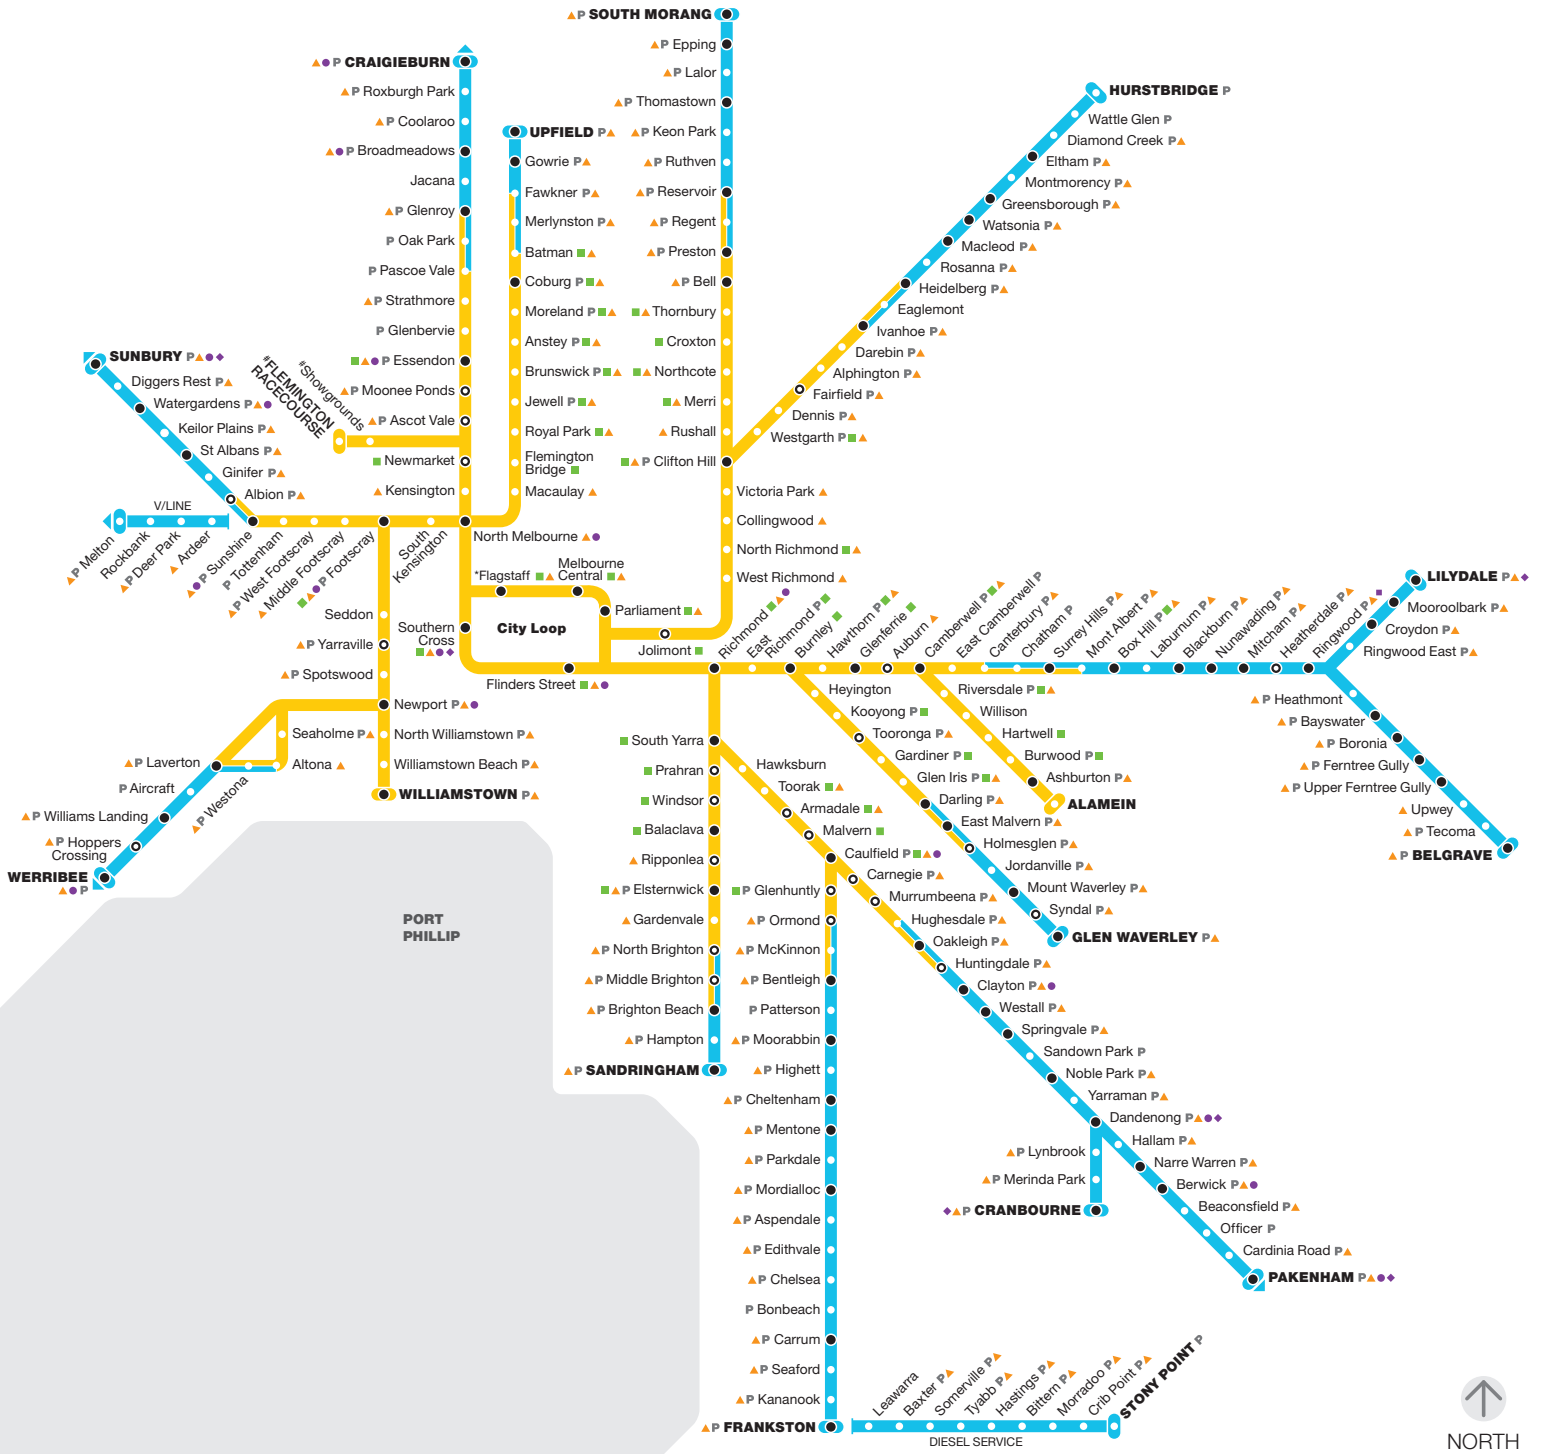 SOUTH MORANG P
P Epping
P Lalor
P Thomastown
P Keon Park
P Ruthven
P Reservoir
P Regent
P Preston
P Bell
Thornbury
Croxton
Northcote
Merri
Rushall
P Clifton Hill
Victoria Park
Collingwood
North Richmond
West Richmond
Jolimont
P CRAIGIEBURN
P Roxburgh Park
P Coolaroo
P Broadmeadows
Jacana
P Glenroy
P Oak Park
P Pascoe Vale
P Strathmore
P Glenbervie
P Essendon
P Moonee Ponds
P Ascot Vale
Newmarket
Kensington
#Showgrounds
#FLEMINGTON
RACECOURSE
UPFIELD P
Gowrie P
Fawkner P
Merlynston P
Batman
Coburg P
Moreland P
Anstey P
Brunswick P
Jewell P
Royal Park
Flemington
Bridge
Macaulay
North Melbourne
HURSTBRIDGE P
Wattle Glen P
Diamond Creek P
Eltham P
Montmorency P
Greensborough P
Watsonia P
Macleod P
Rosanna P
Heidelberg P
Eaglemont
Ivanhoe P
Darebin P
Alphington P
Fairfield P
Dennis P
Westgarth P
SUNBURY P
Diggers Rest P
Watergardens P
Keilor Plains P
St Albans P
Ginifer P
Albion P
V/LINE
P Melton
Rockbank
P Deer Park
Ardeer
P Sunshine
P Tottenham
P West Footscray
Middle Footscray
P Footscray
South
Kensington
*Flagstaff
Melbourne
Central
Parliament
City Loop
Southern
Cross
Flinders Street
Seddon
P Yarraville
P Spotswood
Newport P
North Williamstown P
Williamstown Beach P
WILLIAMSTOWN P
Seaholme P
Altona
P Westona
P Laverton
P Aircraft
P Williams Landing
P Hoppers
Crossing
WERRIBEE
P
Richmond
East
Richmond P
Burnley
Hawthorn P
Glenferrie
Auburn
Camberwell P
East Camberwell P
Canterbury P
Chatham P
Surrey Hills P
Mont Albert P
Box Hill P
Laburnum P
Blackburn P
Nunawading P
Mitcham P
Heatherdale P
Ringwood P
LILYDALE P
Mooroolbark P
Croydon P
Ringwood East P
P Heathmont
P Bayswater
P Boronia
P Ferntree Gully
P Upper Ferntree Gully
Upwey
P Tecoma
P BELGRAVE
Riversdale P
Willison
Hartwell
Burwood P
Ashburton P
ALAMEIN
Heyington
Kooyong P
Tooronga P
Gardiner P
Glen Iris P
Darling P
East Malvern P
Holmesglen P
Jordanville P
Mount Waverley P
Syndal P
GLEN WAVERLEY P
South Yarra
Prahran
Windsor
Balaclava
Ripponlea
P Elsternwick
Gardenvale
P North Brighton
P Middle Brighton
P Brighton Beach
P Hampton
P SANDRINGHAM
Hawksburn
Toorak
Armadale
Malvern
Caulfield P
Carnegie P
Murrumbeena P
Hughesdale P
Oakleigh P
Huntingdale P
Clayton P
Westall P
Springvale P
Sandown Park P
Noble Park P
Yarraman P
Dandenong P
Hallam P
Narre Warren P
Berwick P
Beaconsfield P
Officer P
Cardinia Road P
PAKENHAM P
P Lynbrook
P Merinda Park
P CRANBOURNE
P Glenhuntly
P Ormond
P McKinnon
P Bentleigh
P Patterson
P Moorabbin
P Highett
P Cheltenham
P Mentone
P Parkdale
P Mordialloc
P Aspendale
P Edithvale
P Chelsea
P Bonbeach
P Carrum
P Seaford
P Kananook
P FRANKSTON
Leawarra
Baxter P
Somerville P
Tyabb P
Hastings P
Bittern P
Morradoo P
Crib Point P
STONY POINT P
DIESEL SERVICE
PORT
PHILLIP
NORTH